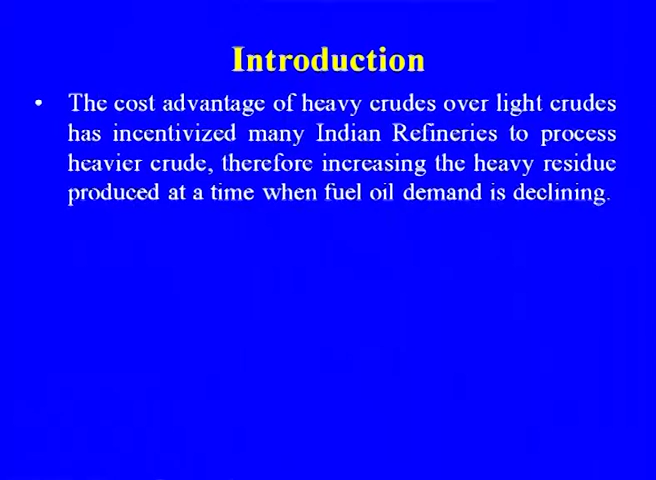 Introduction
• The cost advantage of heavy crudes over light crudes
has incentivized many Indian Refineries to process
heavier crude, therefore increasing the heavy residue
produced at a time when fuel oil demand is declining.